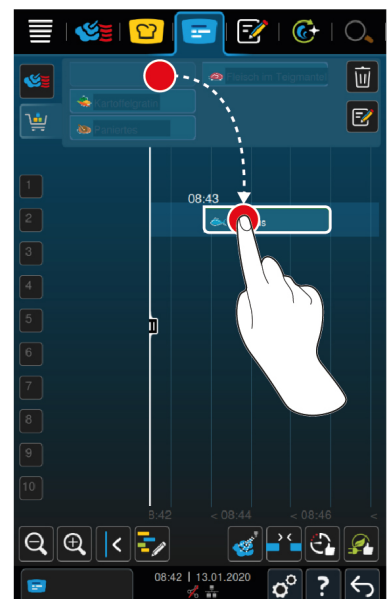 Fleisch im Teigmantel
Kartoffelgratin
Paniertes
08:43
1
2
3
4
5
6
7
8
9
10
8:42 < 08:44 < 08:46 <
08:42 | 13.01.2020
?